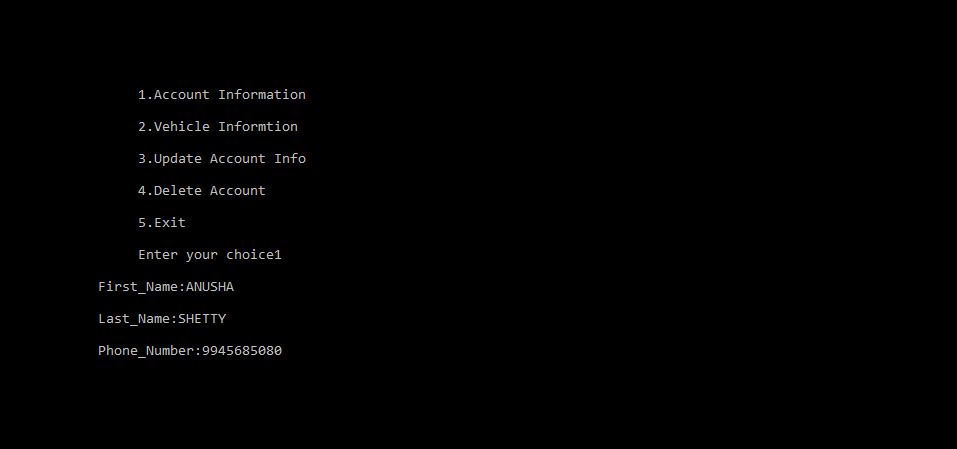 1.Account Information
2.Vehicle Informtion
3.Update Account Info
4.Delete Account
5.Exit
Enter your choice1
First_Name:ANUSHA
Last_Name:SHETTY
Phone_Number:9945685080